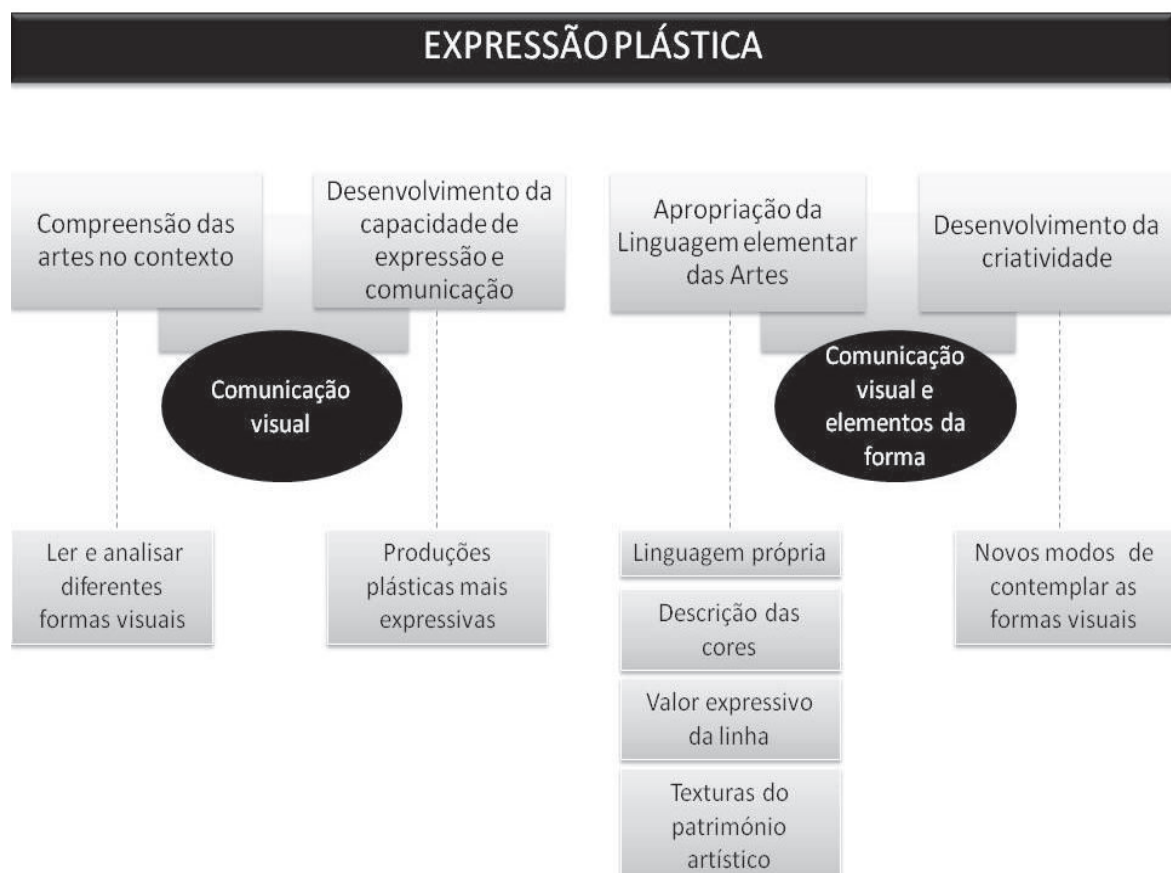 EXPRESSÃO PLÁSTICA
Compreensão das
artes no contexto
Desenvolvimento da
capacidade de
expressão e
comunicação
Apropriação da
Linguagem elementar
das Artes
Desenvolvimento da
criatividade
Comunicação
visual
Comunicação
visual e
elementos da
forma
Ler e analisar
diferentes
formas visuais
Produções
plásticas mais
expressivas
Linguagem própria
Descrição das
cores
Valor expressivo
da linha
Texturas do
património
artístico
Novos modos de
contemplar as
formas visuais